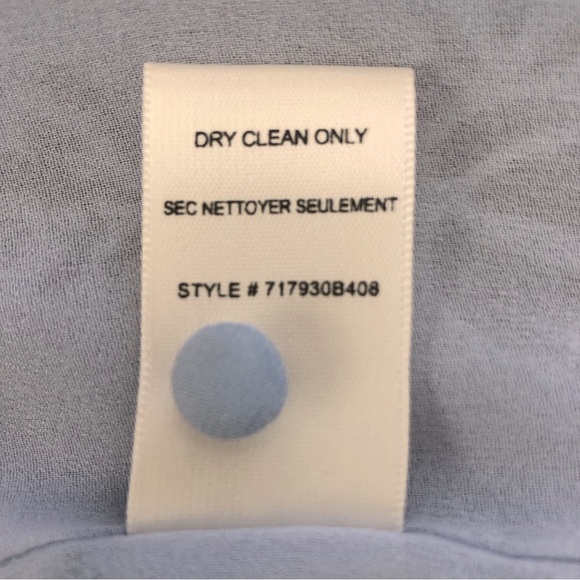 DRY CLEAN ONLY
SEC NETTOYER SEULEMENT
STYLE # 717930B408